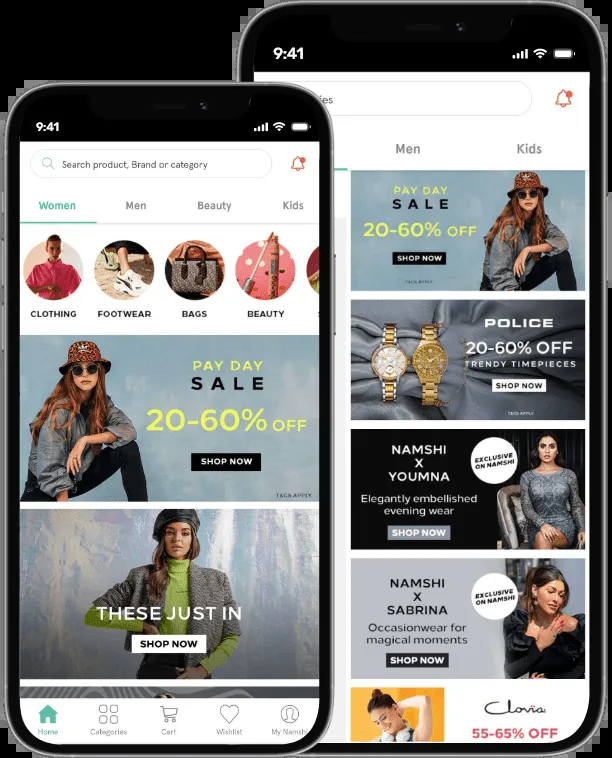 9:41
Search product, Brand or category
Women
Men
Beauty
Kids
CLOTHING
FOOTWEAR
BAGS
BEAUTY
PAY DAY
SALE
20-60% OFF
SHOP NOW
T&CS APPLY
THESE JUST IN
SHOP NOW
Home
Categories
Cart
Wishlist
My Namshi
9:41
Men
Kids
PAY DAY
SALE
20-60% OFF
SHOP NOW
T&CS APPLY
POLICE
20-60% OFF
TRENDY TIMEPIECES
SHOP NOW
T&CS APPLY
NAMSHI
X
YOUMNA
EXCLUSIVE
ON NAMSHI
Elegantly embellished
evening wear
SHOP NOW
NAMSHI
X
SABRINA
EXCLUSIVE
ON NAMSHI
Occasionwear for
magical moments
SHOP NOW
Clovia
55-65% OFF